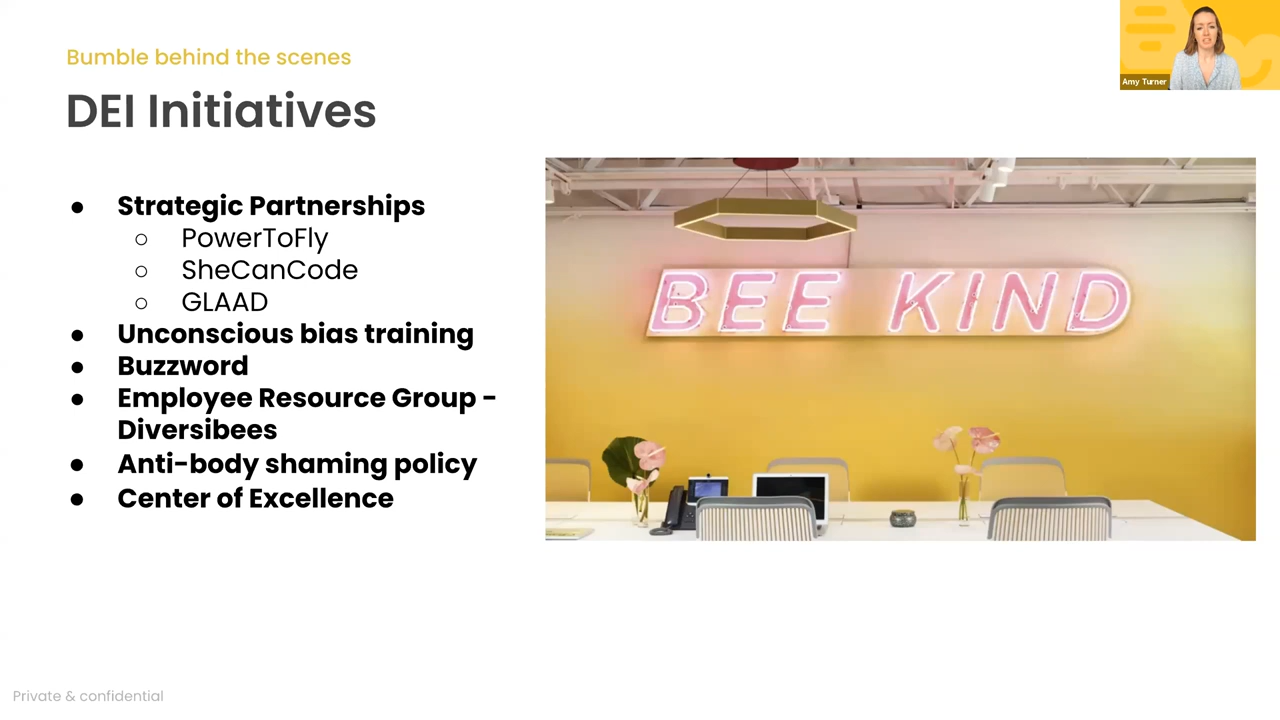 Bumble behind the scenes
DEI Initiatives
● Strategic Partnerships
○ PowerToFly
○ SheCanCode
○ GLAAD
● Unconscious bias training
● Buzzword
● Employee Resource Group -
Diversibees
● Anti-body shaming policy
● Center of Excellence
BEE KIND
Amy Turner
Private & confidential